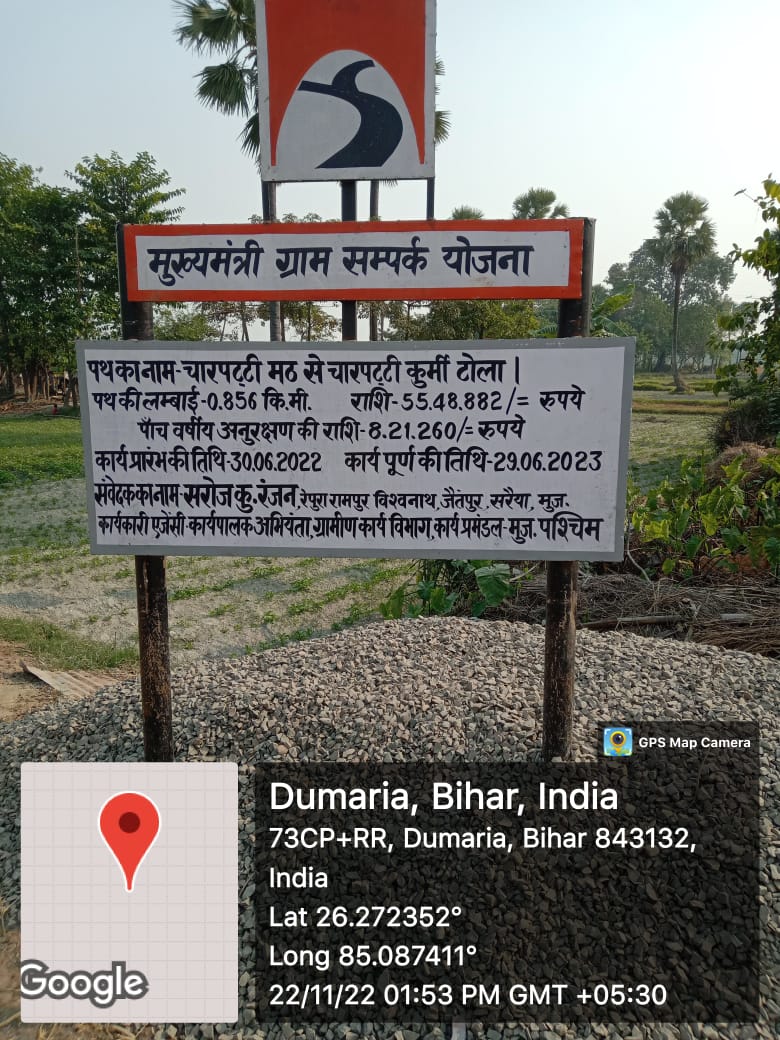 मुख्यमंत्री ग्राम सम्पर्क योजना
पथ का नाम-चारपट्टी मठ से चारपट्टी कुर्मी टोला।
पथ की लम्बाई-0.856 कि.मी. राशि-55.48.882/= रुपये
पाँच वर्षीय अनुरक्षण की राशि-8.21.260/= रुपये
कार्य प्रारंभ की तिथि-30.06.2022 कार्य पूर्ण की तिथि-29.06.2023
संवेदक का नाम-सरोज कु. रंजन, रेपुरा रामपुर विश्वनाथ, जैतपुर, सरैया, मुज.
कार्यकारी एजेंसी-कार्यपालक अभियंता, ग्रामीण कार्य विभाग, कार्य प्रमंडल-मुज. पश्चिम
GPS Map Camera
Dumaria, Bihar, India
73CP+RR, Dumaria, Bihar 843132,
India
Lat 26.272352°
Long 85.087411°
22/11/22 01:53 PM GMT +05:30
Google